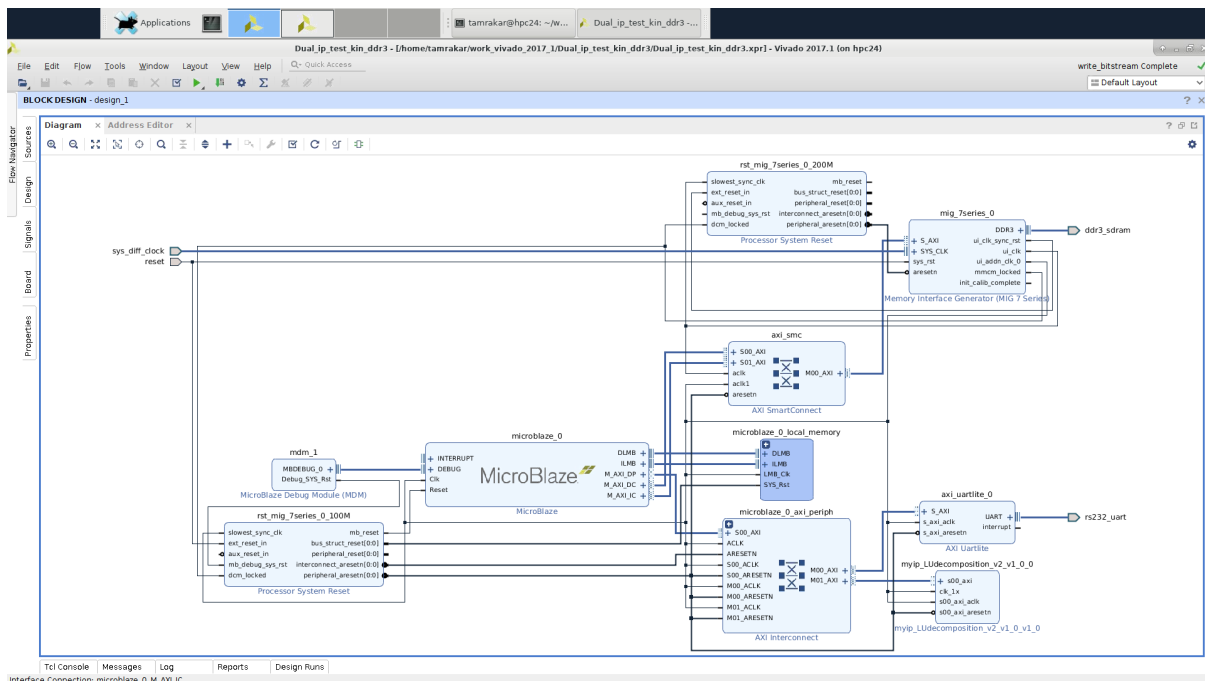 Applications
tamrakar@hpc24: ~/w...
Dual_ip_test_kin_ddr3 -...
Dual_ip_test_kin_ddr3 - [/home/tamrakar/work_vivado_2017_1/Dual_ip_test_kin_ddr3/Dual_ip_test_kin_ddr3.xpr] - Vivado 2017.1 (on hpc24)
File Edit Flow Tools Window Layout View Help Q- Quick Access
write_bitstream Complete
Default Layout
BLOCK DESIGN - design_1
Flow Navigator
Sources
Design
Signals
Board
Properties
Diagram
Address Editor
rst_mig_7series_0_200M
slowest_sync_clk mb_reset
ext_reset_in bus_struct_reset[0:0]
aux_reset_in peripheral_reset[0:0]
mb_debug_sys_rst interconnect_aresetn[0:0]
dcm_locked peripheral_aresetn[0:0]
Processor System Reset
mig_7series_0
DDR3
S_AXI ui_clk_sync_rst
SYS_CLK ui_clk
sys_rst ui_addn_clk_0
aresetn mmcm_locked
init_calib_complete
Memory Interface Generator (MIG 7 Series)
ddr3_sdram
sys_diff_clock
reset
axi_smc
S00_AXI
S01_AXI
aclk M00_AXI
aclk1
aresetn
AXI SmartConnect
microblaze_0_local_memory
DLMB
ILMB
LMB_Clk
SYS_Rst
microblaze_0
INTERRUPT
DEBUG
Clk
Reset
MicroBlaze
DLMB
ILMB
M_AXI_DP
M_AXI_DC
M_AXI_IC
MicroBlaze
mdm_1
MBDEBUG_0
Debug_SYS_Rst
MicroBlaze Debug Module (MDM)
rst_mig_7series_0_100M
slowest_sync_clk mb_reset
ext_reset_in bus_struct_reset[0:0]
aux_reset_in peripheral_reset[0:0]
mb_debug_sys_rst interconnect_aresetn[0:0]
dcm_locked peripheral_aresetn[0:0]
Processor System Reset
microblaze_0_axi_periph
S00_AXI
ACLK
ARESETN
S00_ACLK
S00_ARESETN
M00_ACLK
M00_ARESETN
M01_ACLK
M01_ARESETN
M00_AXI
M01_AXI
AXI Interconnect
axi_uartlite_0
S_AXI
s_axi_aclk
s_axi_aresetn
UART
interrupt
AXI Uartlite
rs232_uart
myip_LUdecomposition_v2_v1_0_0
s00_axi
clk_1x
s00_axi_aclk
s00_axi_aresetn
myip_LUdecomposition_v2_v1_0_v1_0
Tcl Console Messages Log Reports Design Runs
Interface Connection: microblaze_0_M_AXI_IC